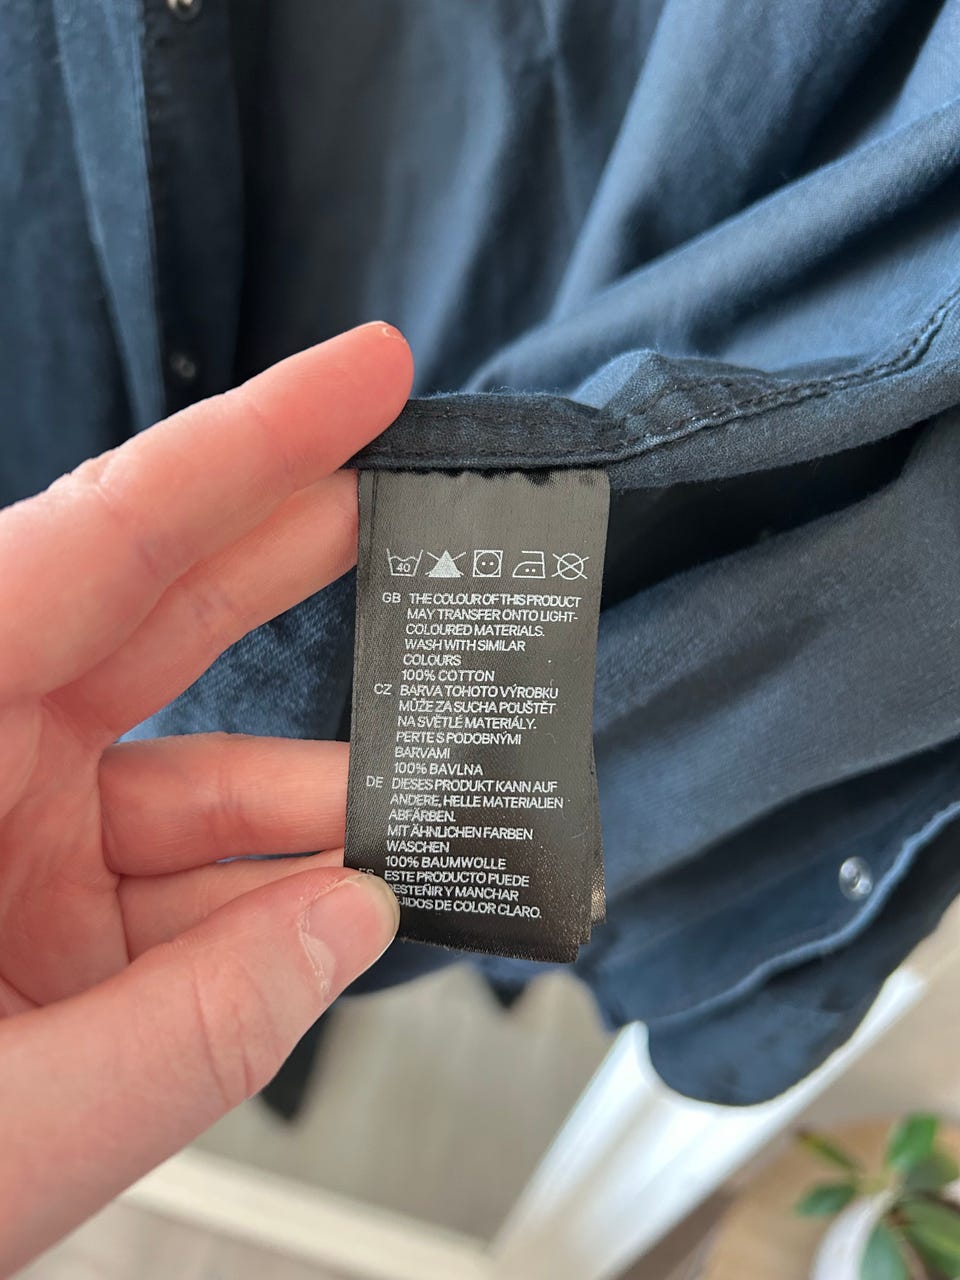 40
GB THE COLOUR OF THIS PRODUCT
MAY TRANSFER ONTO LIGHT-
COLOURED MATERIALS.
WASH WITH SIMILAR
COLOURS
100% COTTON
CZ BARVA TOHOTO VÝROBKU
MŮŽE ZA SUCHA POUŠTĚT
NA SVĚTLÉ MATERIÁLY.
PERTE S PODOBNÝMI
BARVAMI
100% BAVLNA
DE DIESES PRODUKT KANN AUF
ANDERE, HELLE MATERIALIEN
ABFÄRBEN.
MIT ÄHNLICHEN FARBEN
WASCHEN
100% BAUMWOLLE
ES ESTE PRODUCTO PUEDE
DESTEÑIR Y MANCHAR
EJIDOS DE COLOR CLARO.